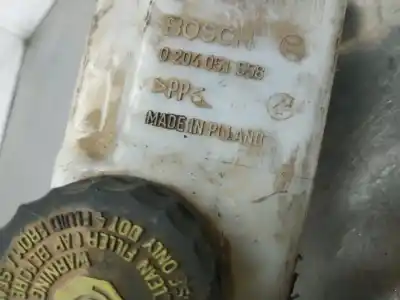 BOSCH
0 204 051 558
>PP<
MADE IN POLAND
WARNING
CLEAN FILLER CAP BEFORE
USE ONLY DOT 4 FLUID FROM A